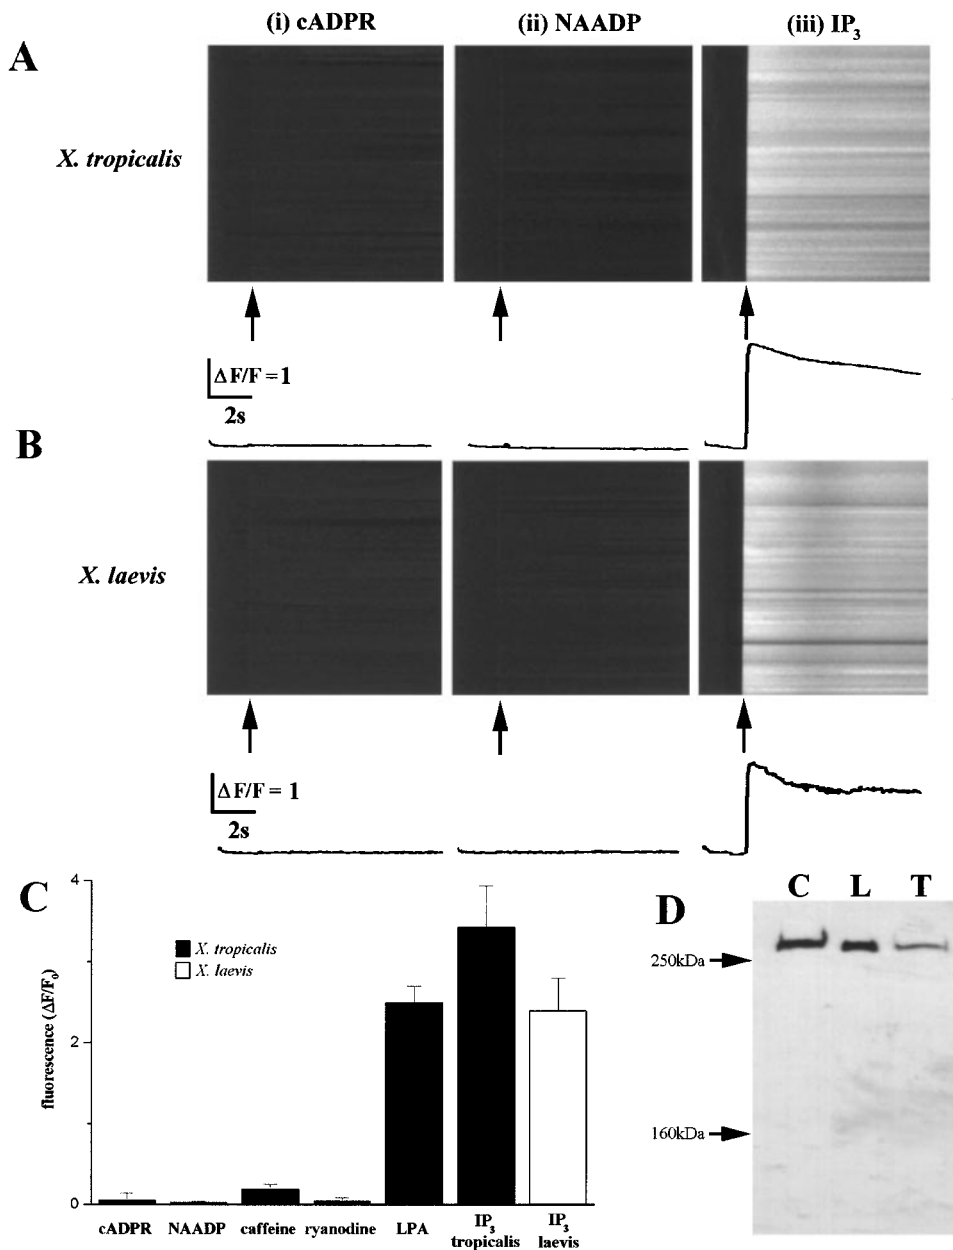 (i) cADPR (ii) NAADP (iii) IP3
A
X. tropicalis
ΔF/F = 1
2s
B
X. laevis
ΔF/F = 1
2s
C
4
2
0
fluorescence (ΔF/F0)
X. tropicalis
X. laevis
cADPR NAADP caffeine ryanodine LPA IP3 tropicalis IP3 laevis
D
C L T
250kDa
160kDa